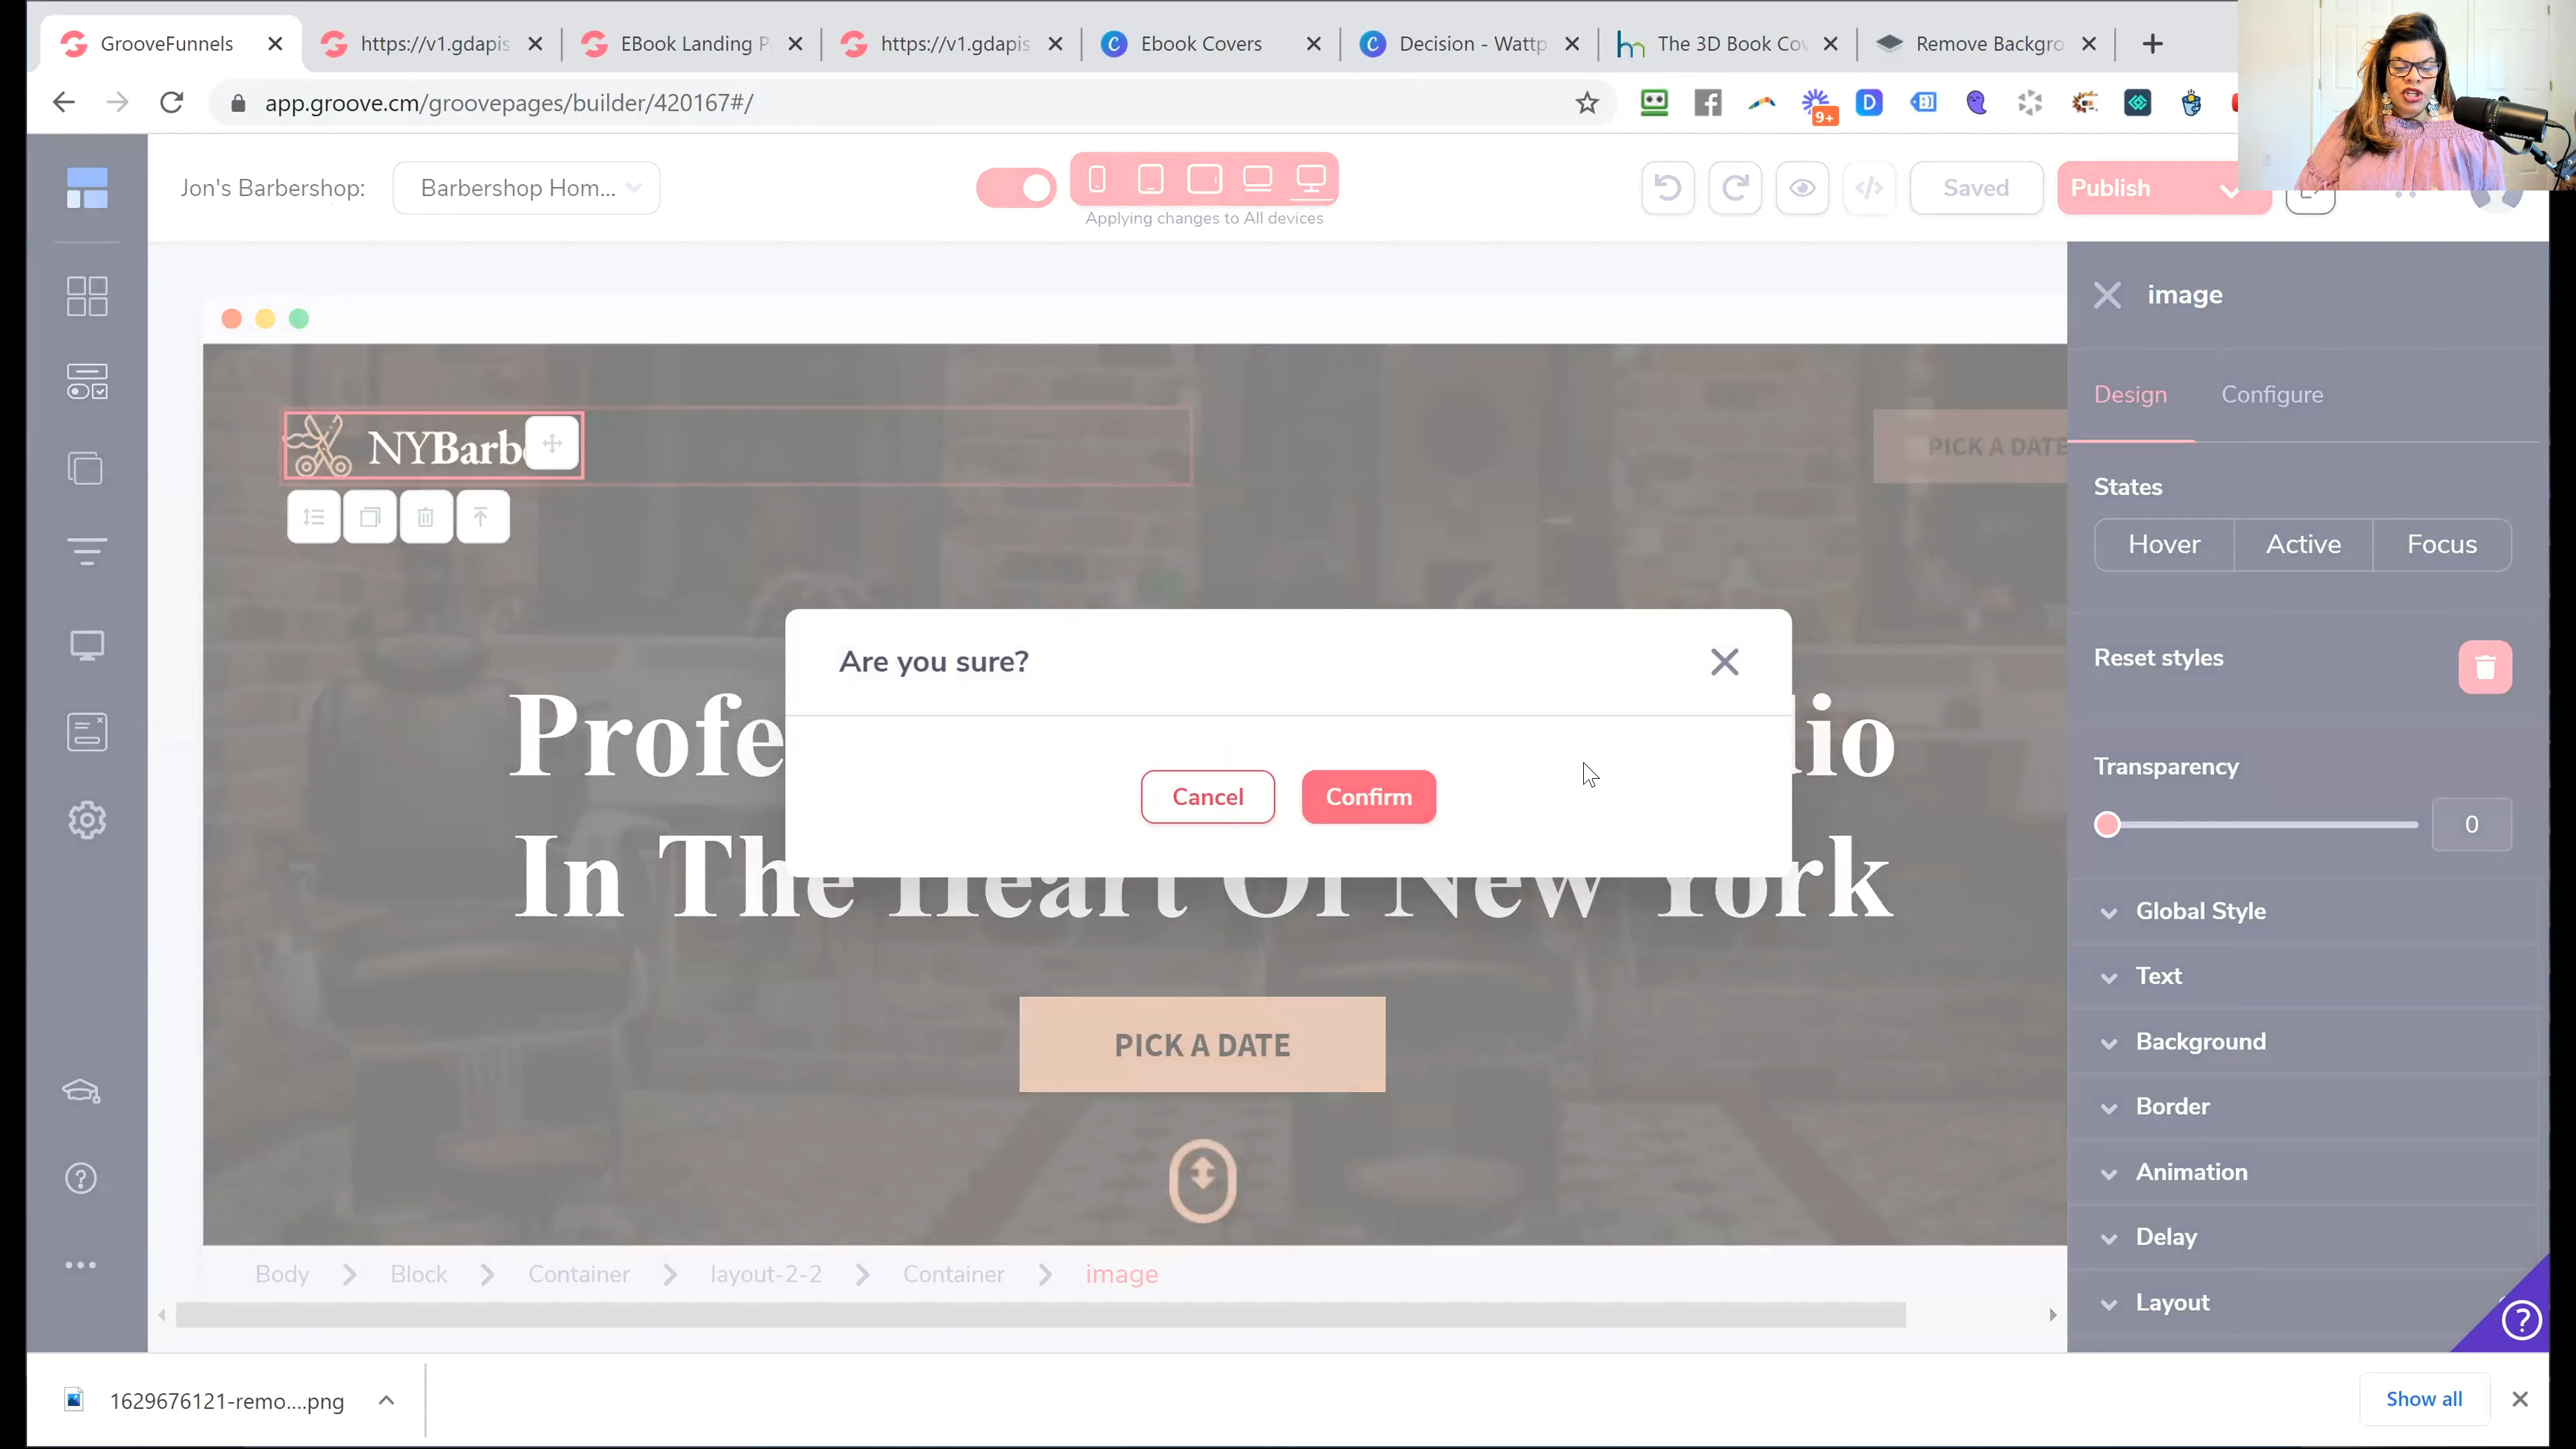 GrooveFunnels
https://v1.gdapis
EBook Landing P
https://v1.gdapis
Ebook Covers
Decision - Wattp
The 3D Book Cov
Remove Backgro
app.groove.cm/groovepages/builder/420167#/
9+
Jon's Barbershop:
Barbershop Hom...
Applying changes to All devices
Saved
Publish
image
Design
Configure
NYBarb
PICK A DATE
States
Hover
Active
Focus
Are you sure?
Reset styles
Profe
dio
Transparency
Cancel
Confirm
0
In The Heart Of New York
Global Style
Text
Background
PICK A DATE
Border
Animation
Delay
Body
Block
Container
layout-2-2
Container
image
Layout
1629676121-remo....png
Show all